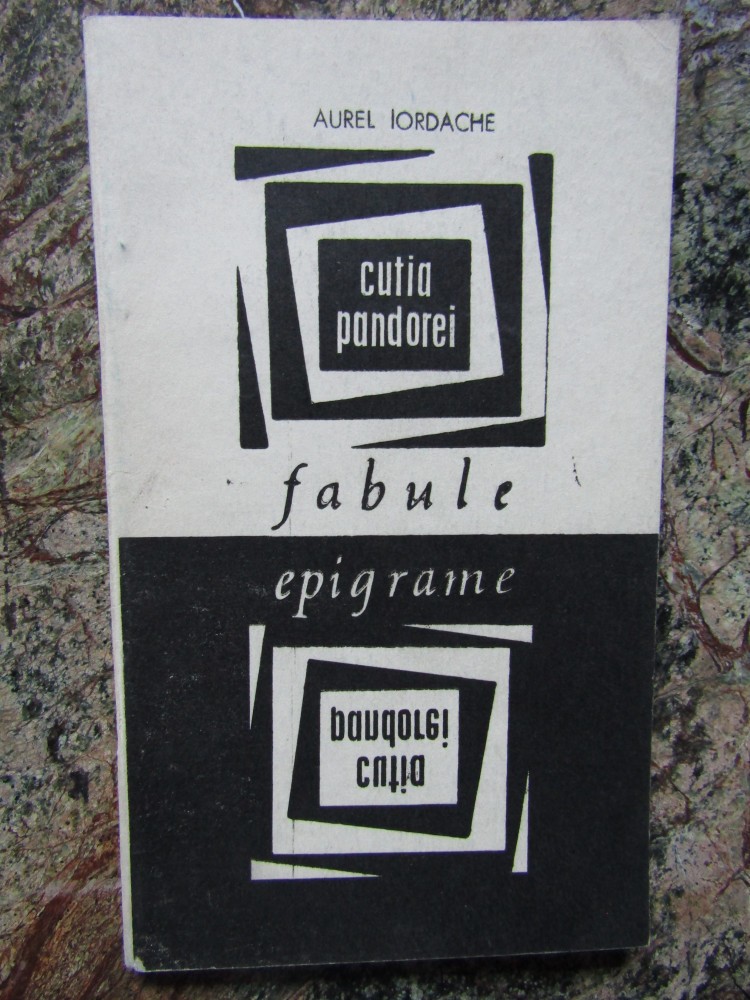 AUREL IORDACHE
cutia
pandorei
fabule
epigrame
pandorei
cutia